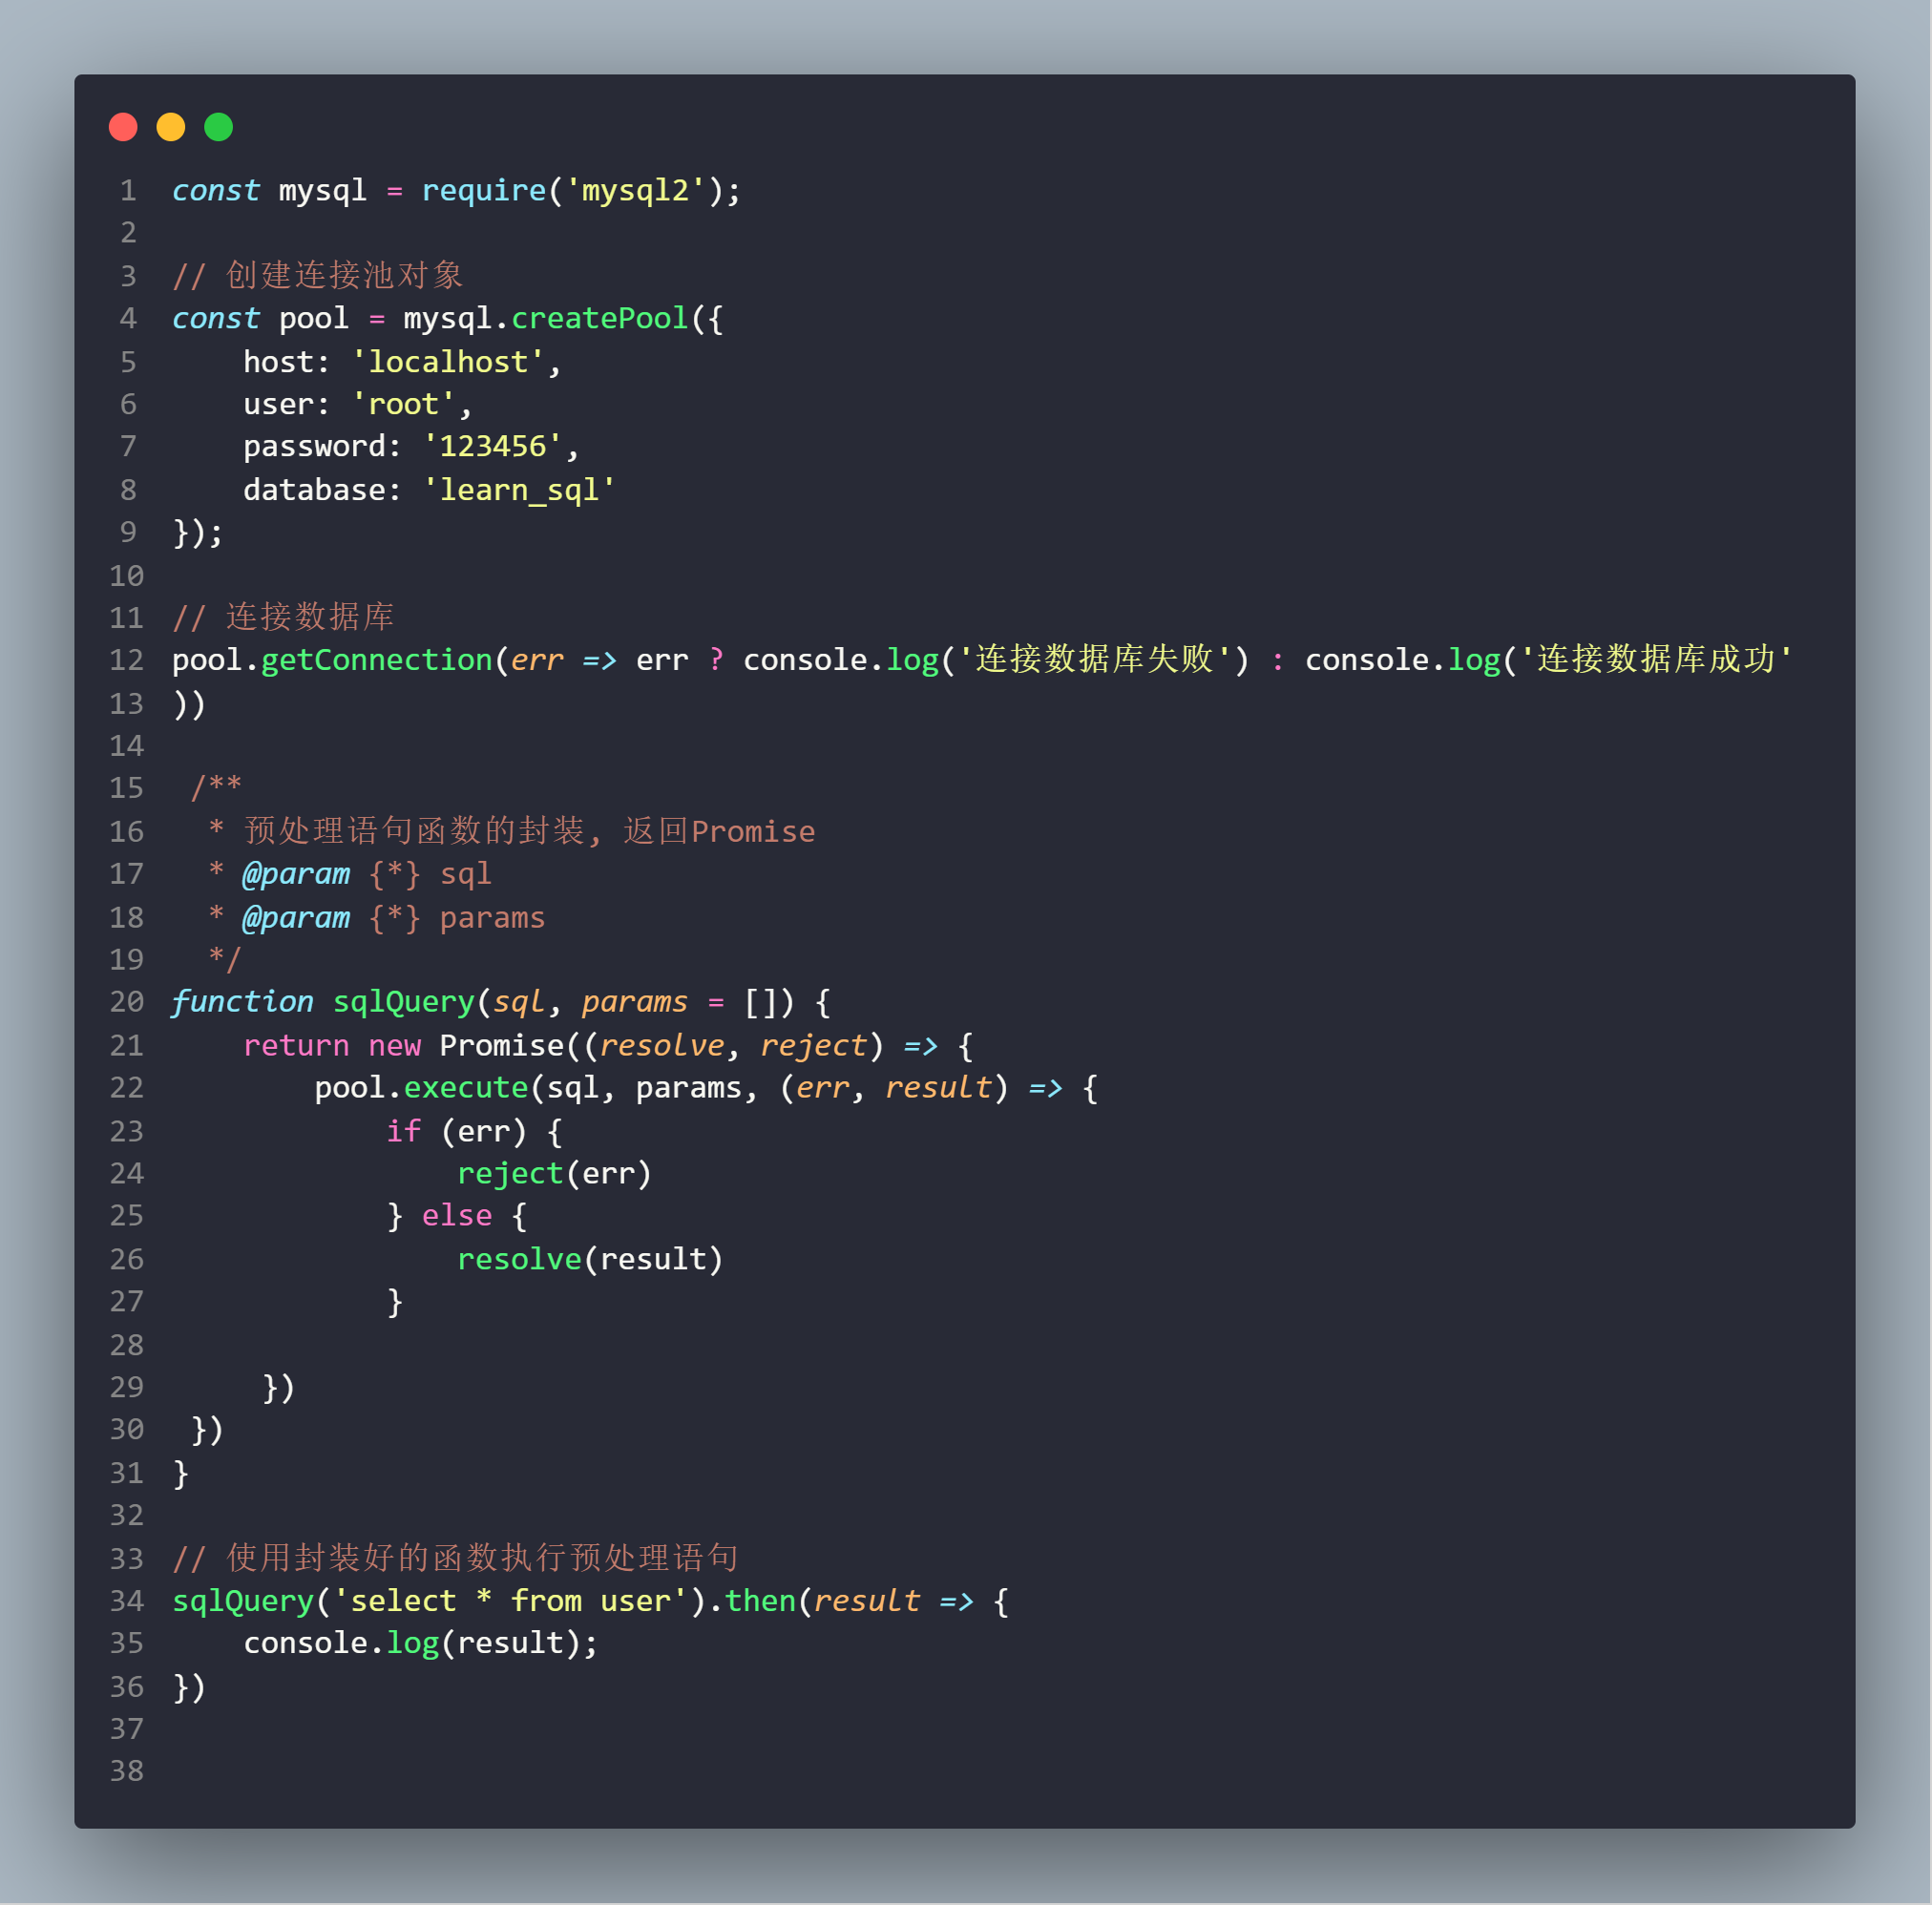 1 const mysql = require('mysql2');
2
3 // 创建连接池对象
4 const pool = mysql.createPool({
5     host: 'localhost',
6     user: 'root',
7     password: '123456',
8     database: 'learn_sql'
9 });
10
11 // 连接数据库
12 pool.getConnection(err => err ? console.log('连接数据库失败') : console.log('连接数据库成功'
13 ))
14
15  /**
16   * 预处理语句函数的封装, 返回Promise
17   * @param {*} sql
18   * @param {*} params
19   */
20 function sqlQuery(sql, params = []) {
21     return new Promise((resolve, reject) => {
22         pool.execute(sql, params, (err, result) => {
23             if (err) {
24                 reject(err)
25             } else {
26                 resolve(result)
27             }
28
29      })
30  })
31 }
32
33 // 使用封装好的函数执行预处理语句
34 sqlQuery('select * from user').then(result => {
35     console.log(result);
36 })
37
38